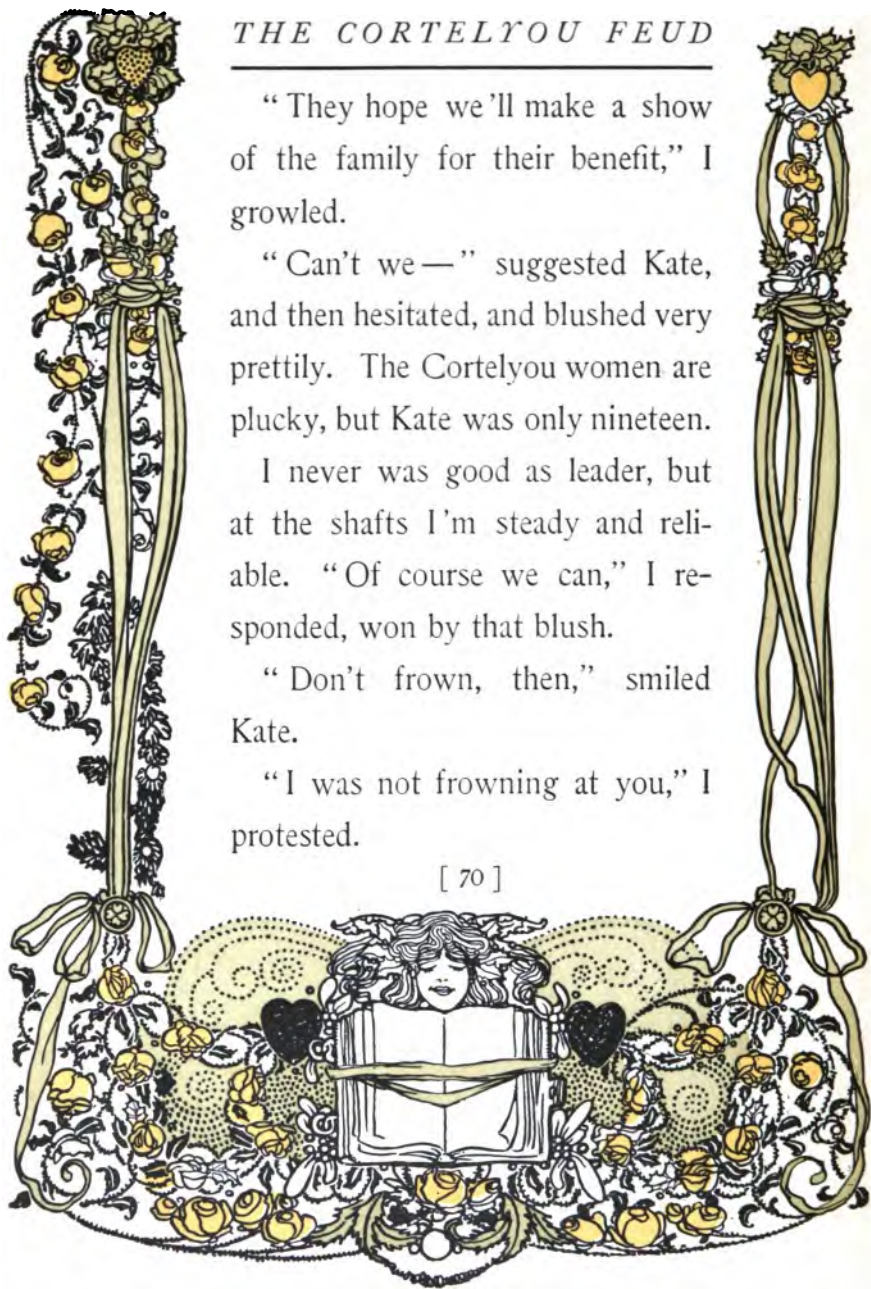 THE CORTELYOU FEUD
“ They hope we'll make a show
of the family for their benefit,” I
growled.
“ Can't we — ” suggested Kate,
and then hesitated, and blushed very
prettily. The Cortelyou women are
plucky, but Kate was only nineteen.
I never was good as leader, but
at the shafts I'm steady and reli-
able. “ Of course we can,” I re-
sponded, won by that blush.
“ Don't frown, then,” smiled
Kate.
“ I was not frowning at you,” I
protested.
[ 70 ]